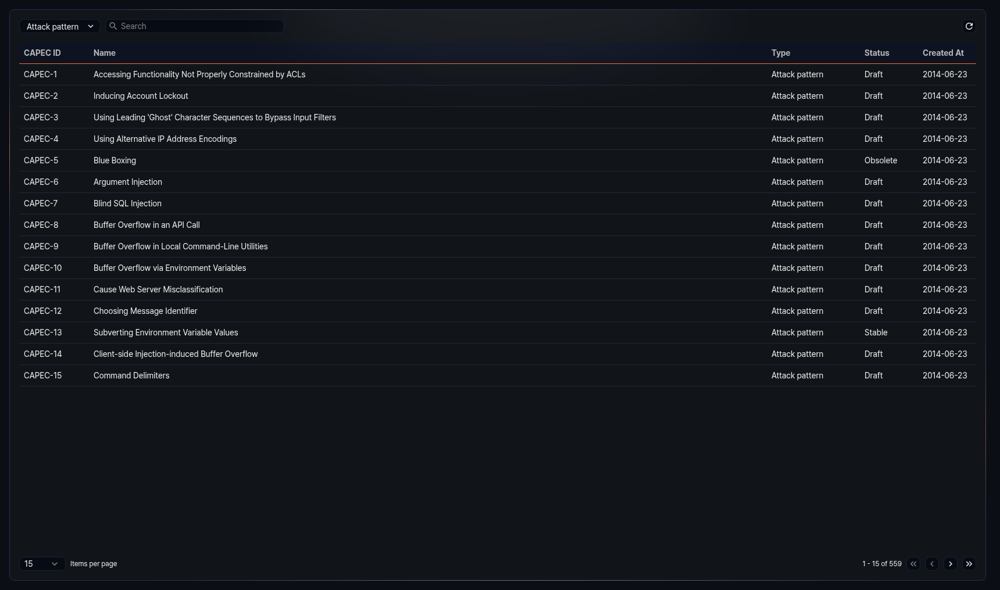 Attack pattern Search
CAPEC ID Name Type Status Created At
CAPEC-1 Accessing Functionality Not Properly Constrained by ACLs Attack pattern Draft 2014-06-23
CAPEC-2 Inducing Account Lockout Attack pattern Draft 2014-06-23
CAPEC-3 Using Leading 'Ghost' Character Sequences to Bypass Input Filters Attack pattern Draft 2014-06-23
CAPEC-4 Using Alternative IP Address Encodings Attack pattern Draft 2014-06-23
CAPEC-5 Blue Boxing Attack pattern Obsolete 2014-06-23
CAPEC-6 Argument Injection Attack pattern Draft 2014-06-23
CAPEC-7 Blind SQL Injection Attack pattern Draft 2014-06-23
CAPEC-8 Buffer Overflow in an API Call Attack pattern Draft 2014-06-23
CAPEC-9 Buffer Overflow in Local Command-Line Utilities Attack pattern Draft 2014-06-23
CAPEC-10 Buffer Overflow via Environment Variables Attack pattern Draft 2014-06-23
CAPEC-11 Cause Web Server Misclassification Attack pattern Draft 2014-06-23
CAPEC-12 Choosing Message Identifier Attack pattern Draft 2014-06-23
CAPEC-13 Subverting Environment Variable Values Attack pattern Stable 2014-06-23
CAPEC-14 Client-side Injection-induced Buffer Overflow Attack pattern Draft 2014-06-23
CAPEC-15 Command Delimiters Attack pattern Draft 2014-06-23
15 Items per page 1 - 15 of 559